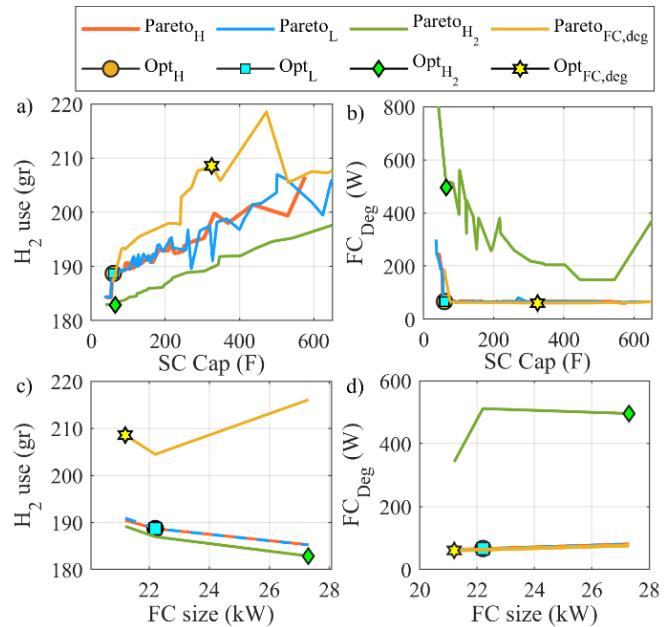 Pareto_H Pareto_L Pareto_H₂ Pareto_FC,deg
Opt_H Opt_L Opt_H₂ Opt_FC,deg
a)
220
210
200
190
180
H₂ use (gr)
0 200 400 600
SC Cap (F)
b)
800
600
400
200
0
FC_Deg (W)
0 200 400 600
SC Cap (F)
c)
220
210
200
190
180
H₂ use (gr)
22 24 26 28
FC size (kW)
d)
600
400
200
0
FC_Deg (W)
20 22 24 26 28
FC size (kW)